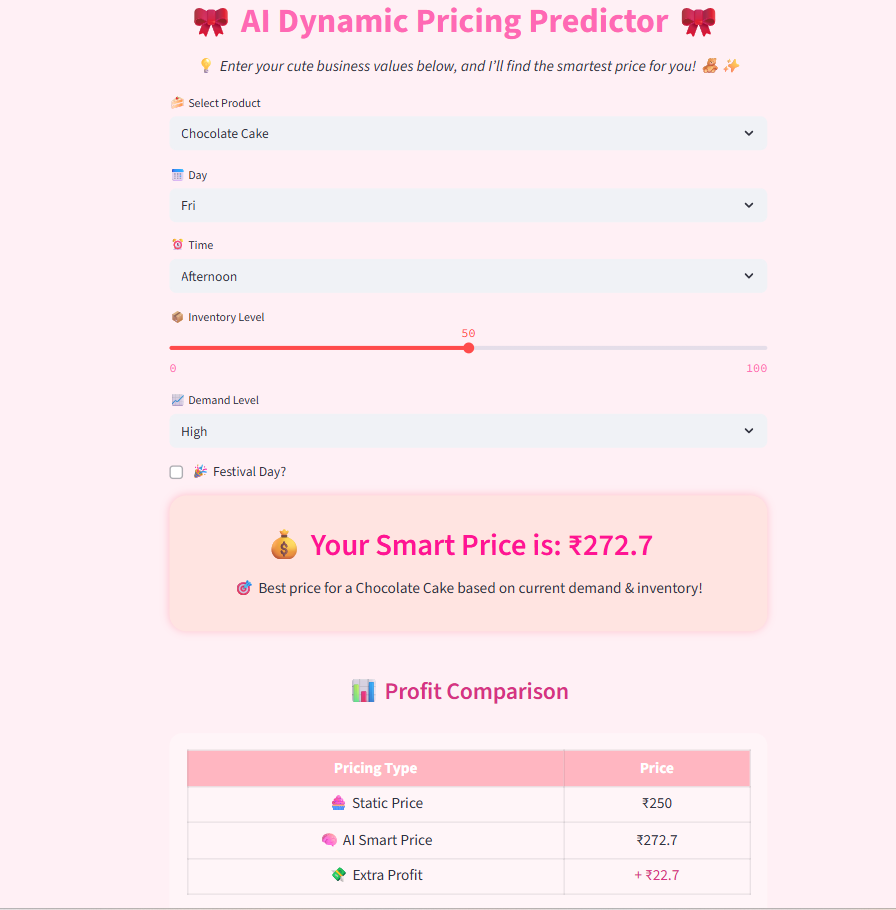 🎀 AI Dynamic Pricing Predictor 🎀
💡 Enter your cute business values below, and I’ll find the smartest price for you! 🧸✨
🍰 Select Product
Chocolate Cake
📅 Day
Fri
⏰ Time
Afternoon
📦 Inventory Level
50
0 100
📈 Demand Level
High
🎉 Festival Day?
💰 Your Smart Price is: ₹272.7
🎯 Best price for a Chocolate Cake based on current demand & inventory!
📊 Profit Comparison
Pricing Type Price
🧁 Static Price ₹250
🧠 AI Smart Price ₹272.7
💸 Extra Profit + ₹22.7